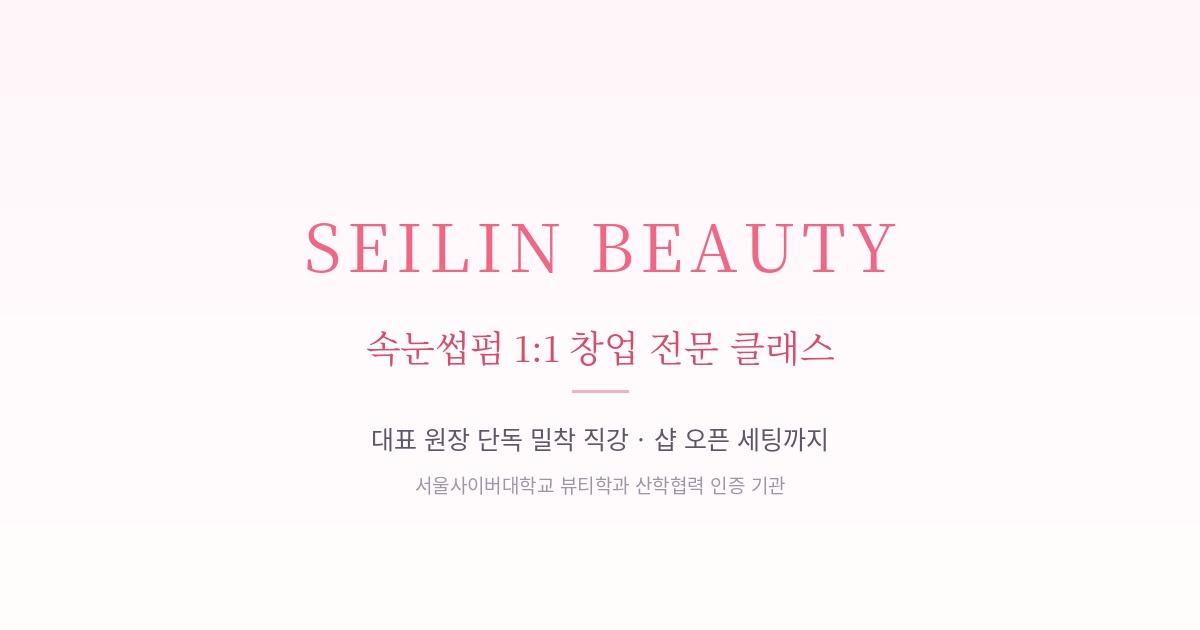 SEILIN BEAUTY
속눈썹펌 1:1 창업 전문 클래스
대표 원장 단독 밀착 직강 · 샵 오픈 세팅까지
서울사이버대학교 뷰티학과 산학협력 인증 기관